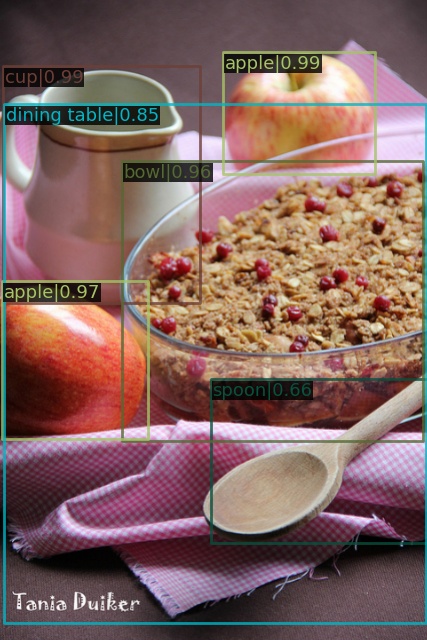 cup|0.99
apple|0.99
dining table|0.85
bowl|0.96
apple|0.97
spoon|0.66
Tania Duiker